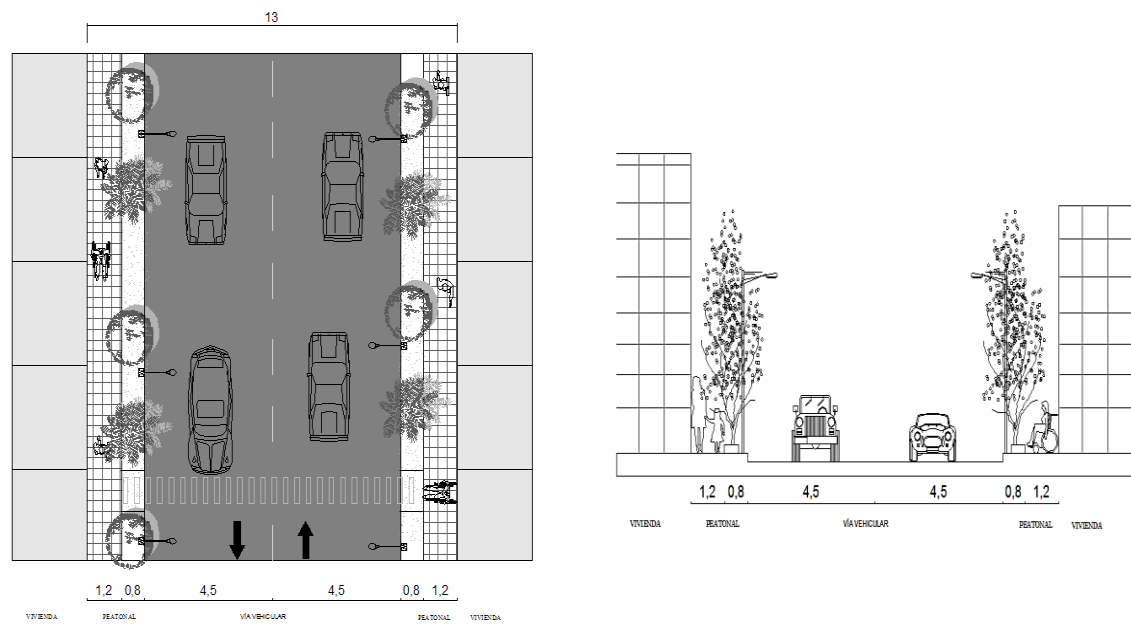 13
1,2 0,8 4,5 4,5 0,8 1,2
VIVIENDA PEATONAL VÍA VEHICULAR PEATONAL VIVIENDA
1,2 0,8 4,5 4,5 0,8 1,2
VIVIENDA PEATONAL VÍA VEHICULAR PEATONAL VIVIENDA